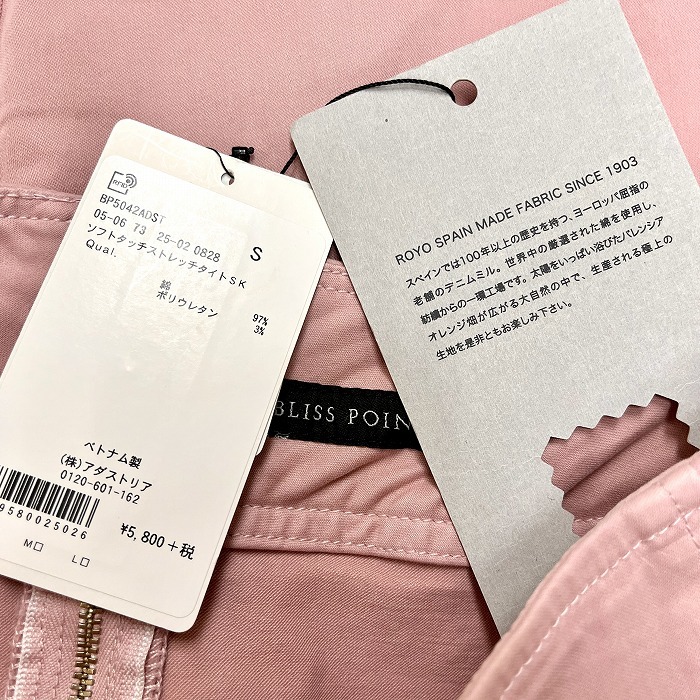 RFID
BP5042ADST
05-06 73 25-02 0828
ソフトタッチストレッチタイトSK
S
Qual.
綿 97%
ポリウレタン 3%
ベトナム製
(株)アダストリア
0120-601-162
9580025026
¥5,800+税
M□ L□
BLISS POIN
ROYO SPAIN MADE FABRIC SINCE 1903
スペインでは100年以上の歴史を持つ、ヨーロッパ屈指の
老舗のデニムミル。世界中の厳選された綿を使用し、
紡績からの一環工場です。太陽をいっぱい浴びたバレンシア
オレンジ畑が広がる大自然の中で、生産される極上の
生地を是非ともお楽しみ下さい。